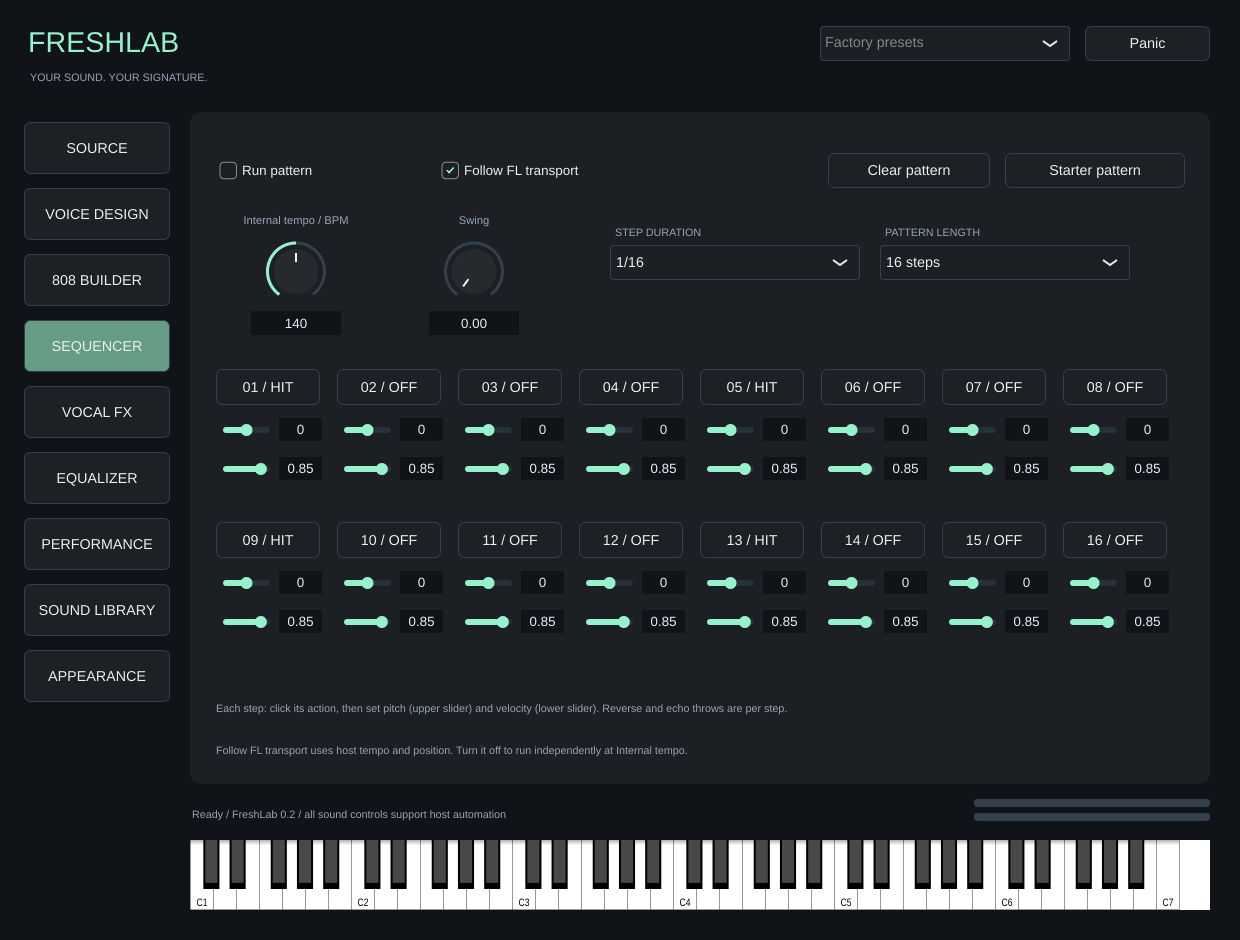 FRESHLAB
YOUR SOUND. YOUR SIGNATURE.
Factory presets
Panic
SOURCE
VOICE DESIGN
808 BUILDER
SEQUENCER
VOCAL FX
EQUALIZER
PERFORMANCE
SOUND LIBRARY
APPEARANCE
Run pattern
Follow FL transport
Clear pattern
Starter pattern
Internal tempo / BPM
Swing
STEP DURATION
PATTERN LENGTH
1/16
16 steps
140
0.00
01 / HIT
02 / OFF
03 / OFF
04 / OFF
05 / HIT
06 / OFF
07 / OFF
08 / OFF
0
0
0
0
0
0
0
0
0.85
0.85
0.85
0.85
0.85
0.85
0.85
0.85
09 / HIT
10 / OFF
11 / OFF
12 / OFF
13 / HIT
14 / OFF
15 / OFF
16 / OFF
0
0
0
0
0
0
0
0
0.85
0.85
0.85
0.85
0.85
0.85
0.85
0.85
Each step: click its action, then set pitch (upper slider) and velocity (lower slider). Reverse and echo throws are per step.
Follow FL transport uses host tempo and position. Turn it off to run independently at Internal tempo.
Ready / FreshLab 0.2 / all sound controls support host automation
C1
C2
C3
C4
C5
C6
C7